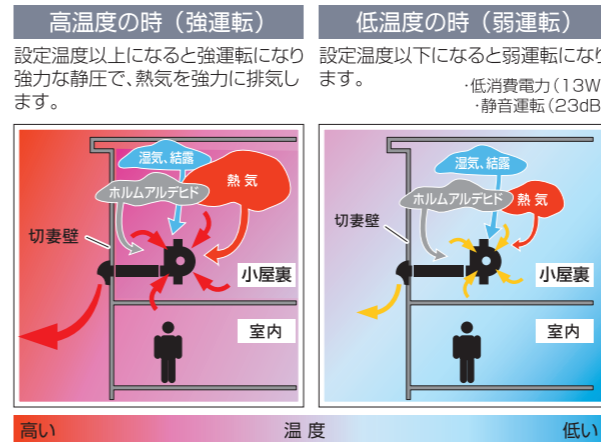 高温度の時（強運転）
設定温度以上になると強運転になり
強力な静圧で、熱気を強力に排気し
ます。
湿気、結露
ホルムアルデヒド
熱気
切妻壁
小屋裏
室内
低温度の時（弱運転）
設定温度以下になると弱運転になり
ます。
・低消費電力（13W
・静音運転（23dB
湿気、結露
ホルムアルデヒド
熱気
切妻壁
小屋裏
室内
高い 温度 低い